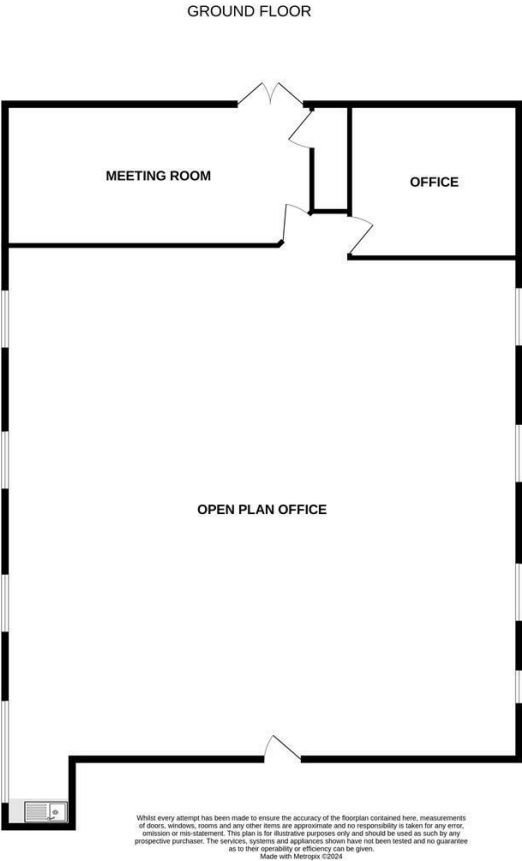 GROUND FLOOR
MEETING ROOM
OFFICE
OPEN PLAN OFFICE
Whilst every attempt has been made to ensure the accuracy of the floorplan contained here, measurements
of doors, windows, rooms and any other items are approximate and no responsibility is taken for any error,
omission or mis-statement. This plan is for illustrative purposes only and should be used as such by any
prospective purchaser. The services, systems and appliances shown have not been tested and no guarantee
as to their operability or efficiency can be given.
Made with Metropix ©2024